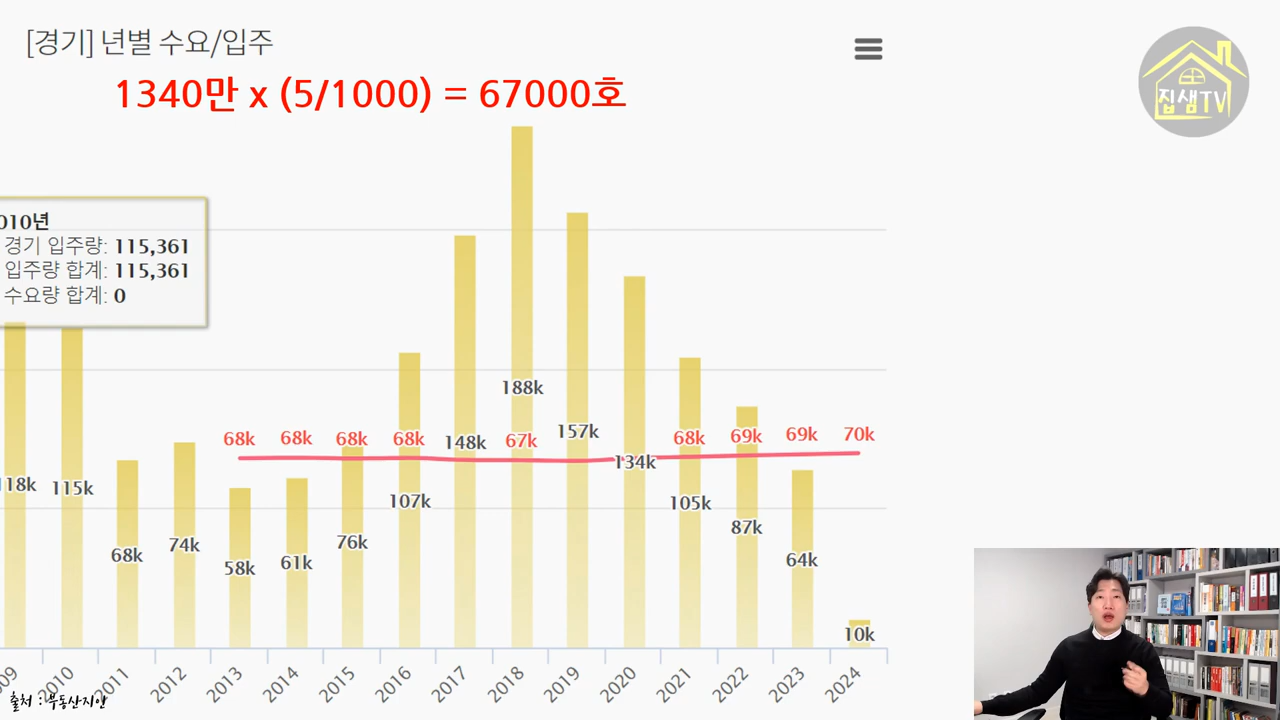 [경기] 년별 수요/입주
1340만 x (5/1000) = 67000호
집샘TV
010년
경기 입주량: 115,361
입주량 합계: 115,361
수요량 합계: 0
68k 68k 68k 68k 67k 68k 69k 69k 70k
118k 115k 68k 74k 58k 61k 76k 107k 148k 188k 157k 134k 105k 87k 64k 10k
09 2010 2011 2012 2013 2014 2015 2016 2017 2018 2019 2020 2021 2022 2023 2024
출처 : 부동산지인